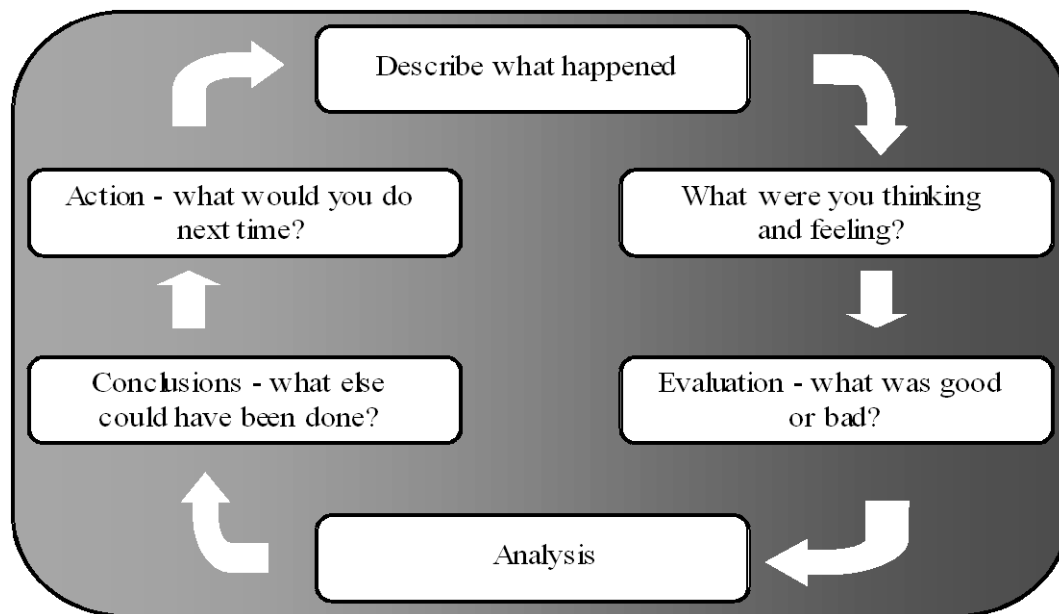 Describe what happened
What were you thinking
and feeling?
Evaluation - what was good
or bad?
Analysis
Conclusions - what else
could have been done?
Action - what would you do
next time?